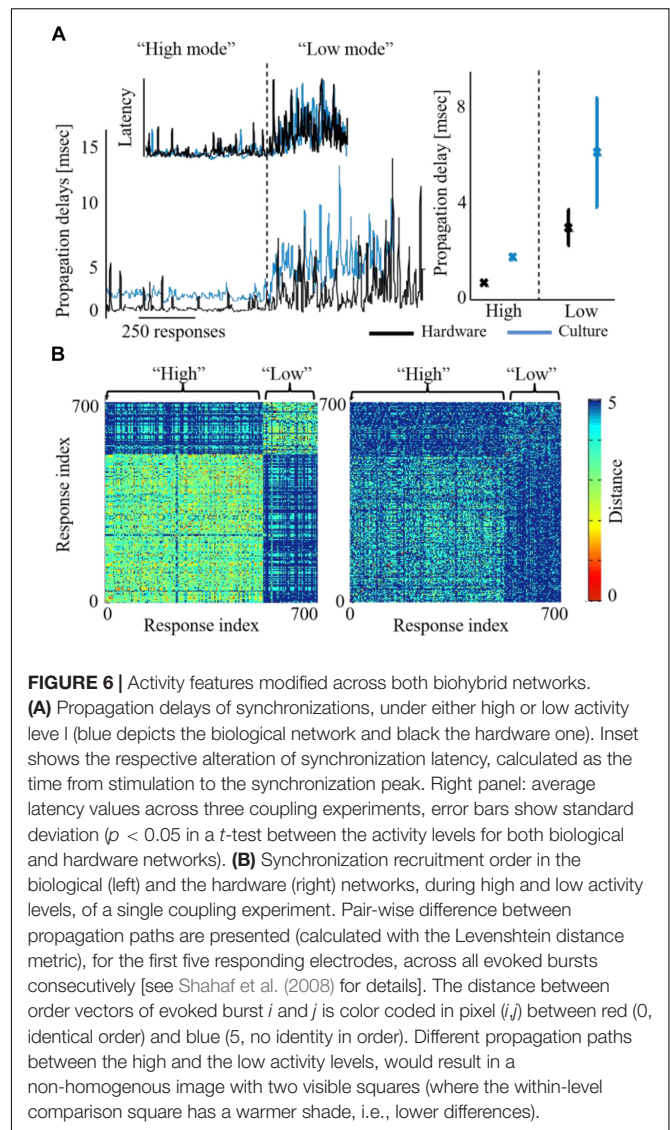 A
"High mode"
"Low mode"
Latency
Propagation delays [msec]
15
10
5
0
250 responses
Propagation delay [msec]
8
4
0
High
Low
Hardware
Culture
B
"High"
"Low"
"High"
"Low"
700
Response index
0
0
700
Response index
700
0
0
700
Response index
5
Distance
0
FIGURE 6 | Activity features modified across both biohybrid networks.
(A) Propagation delays of synchronizations, under either high or low activity
leve l (blue depicts the biological network and black the hardware one). Inset
shows the respective alteration of synchronization latency, calculated as the
time from stimulation to the synchronization peak. Right panel: average
latency values across three coupling experiments, error bars show standard
deviation (p < 0.05 in a t-test between the activity levels for both biological
and hardware networks). (B) Synchronization recruitment order in the
biological (left) and the hardware (right) networks, during high and low activity
levels, of a single coupling experiment. Pair-wise difference between
propagation paths are presented (calculated with the Levenshtein distance
metric), for the first five responding electrodes, across all evoked bursts
consecutively [see Shahaf et al. (2008) for details]. The distance between
order vectors of evoked burst i and j is color coded in pixel (i,j) between red (0,
identical order) and blue (5, no identity in order). Different propagation paths
between the high and the low activity levels, would result in a
non-homogenous image with two visible squares (where the within-level
comparison square has a warmer shade, i.e., lower differences).